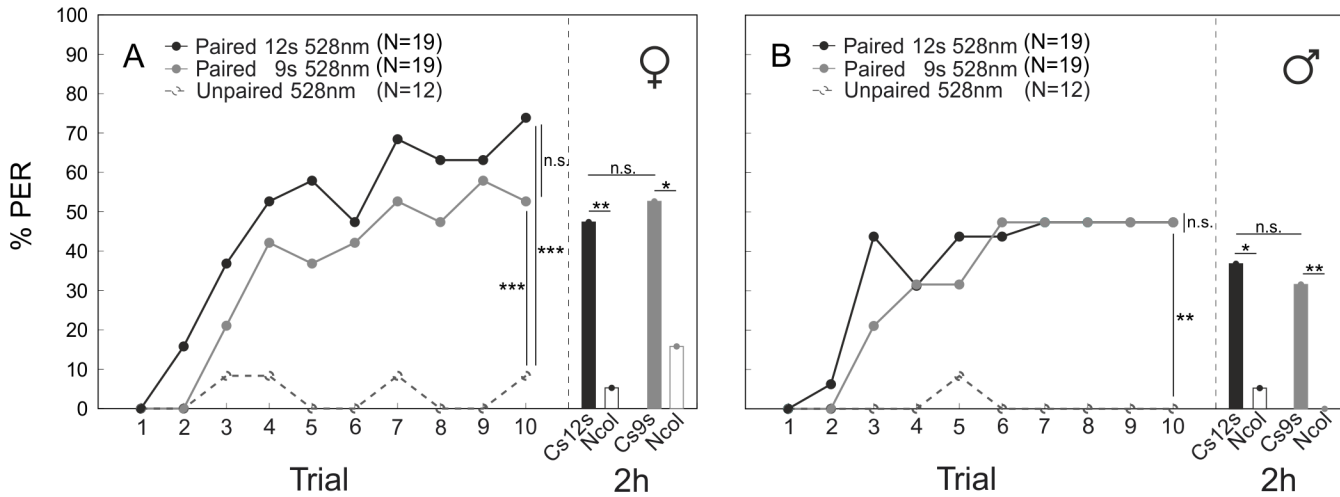 100
90
80
70
60
50
40
30
20
10
0
% PER
A
Paired 12s 528nm (N=19)
Paired 9s 528nm (N=19)
Unpaired 528nm (N=12)
♀
n.s.
***
***
n.s.
**
*
1 2 3 4 5 6 7 8 9 10
Cs12s
Ncol
Cs9s
Ncol
Trial
2h
B
Paired 12s 528nm (N=19)
Paired 9s 528nm (N=19)
Unpaired 528nm (N=12)
♂
n.s.
**
n.s.
*
**
1 2 3 4 5 6 7 8 9 10
Cs12s
Ncol
Cs9s
Ncol
Trial
2h